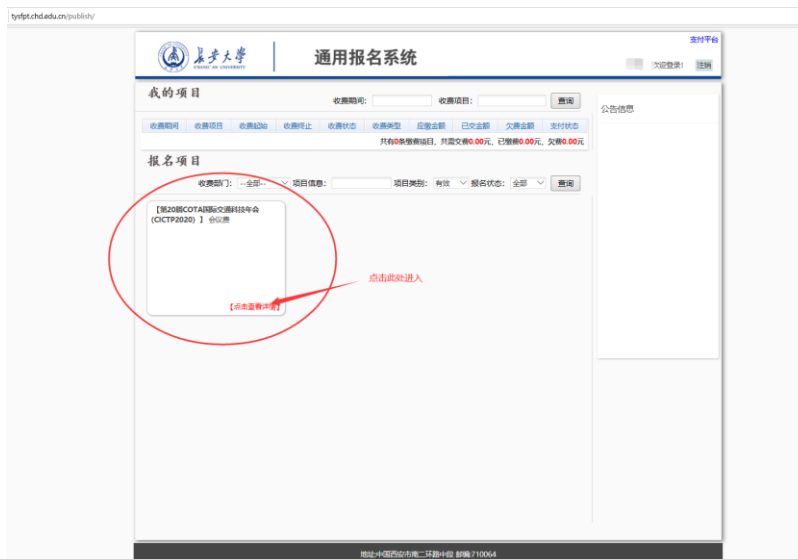 tysfpt.chd.edu.cn/publish/
支付平台
长安大学
CHANG'AN UNIVERSITY
通用报名系统
次迎登录! 注销
我的项目
收费期间: 收费项目: 查询
收费期间 收费项目 收费起始 收费终止 收费状态 收费类型 应缴金额 已交金额 欠费金额 支付状态
共有0条缴费项目, 共需交费0.00元, 已缴费0.00元, 欠费0.00元
报名项目
收费部门: --全部-- 项目信息: 项目类别: 有效 报名状态: 全部 查询
【第20届COTA国际交通科技年会
(CICTP2020) 】 会议费
点击此处进入
【点击查看详情】
公告信息
地址:中国西安市南二环路中段 邮编:710064